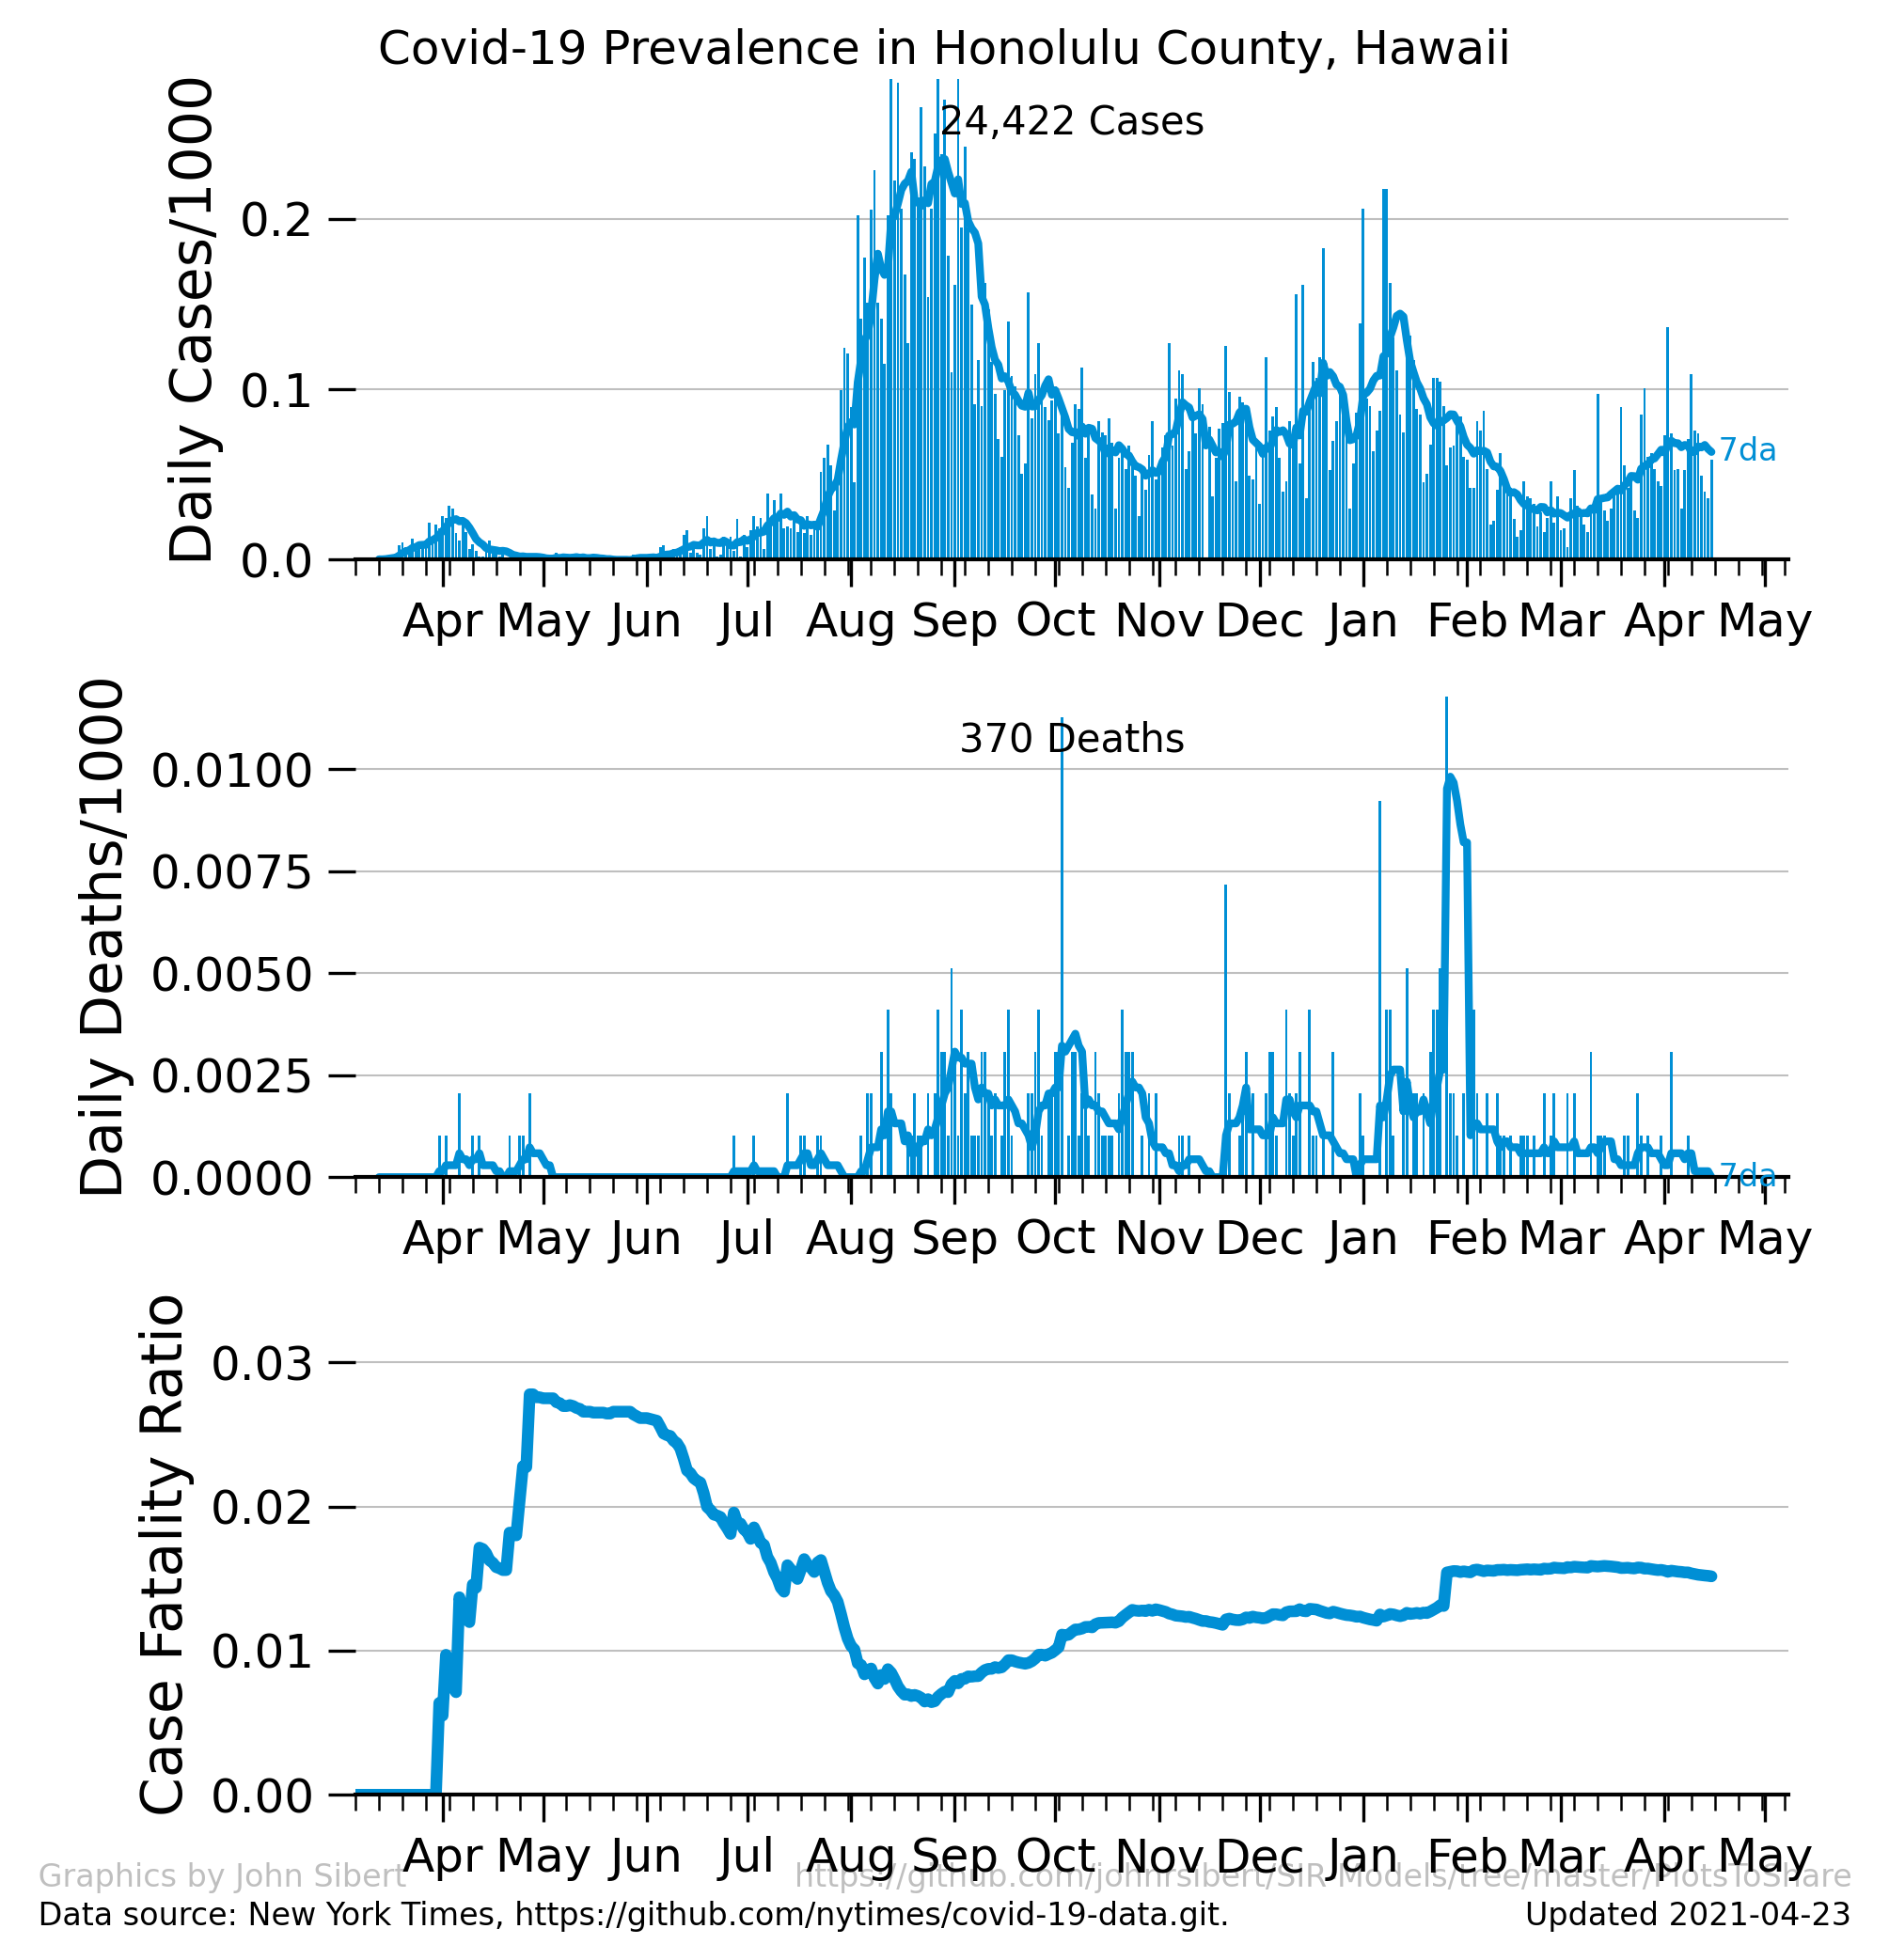 Covid-19 Prevalence in Honolulu County, Hawaii
Daily Cases/1000
24,422 Cases
0.2
0.1
0.0
7da
Apr May Jun Jul Aug Sep Oct Nov Dec Jan Feb Mar Apr May
Daily Deaths/1000
370 Deaths
0.0100
0.0075
0.0050
0.0025
0.0000
7da
Apr May Jun Jul Aug Sep Oct Nov Dec Jan Feb Mar Apr May
Case Fatality Ratio
0.03
0.02
0.01
0.00
Apr May Jun Jul Aug Sep Oct Nov Dec Jan Feb Mar Apr May
Graphics by John Sibert
https://github.com/johnrsibert/SIR-Models/tree/master/PlotsToShare
Data source: New York Times, https://github.com/nytimes/covid-19-data.git.
Updated 2021-04-23